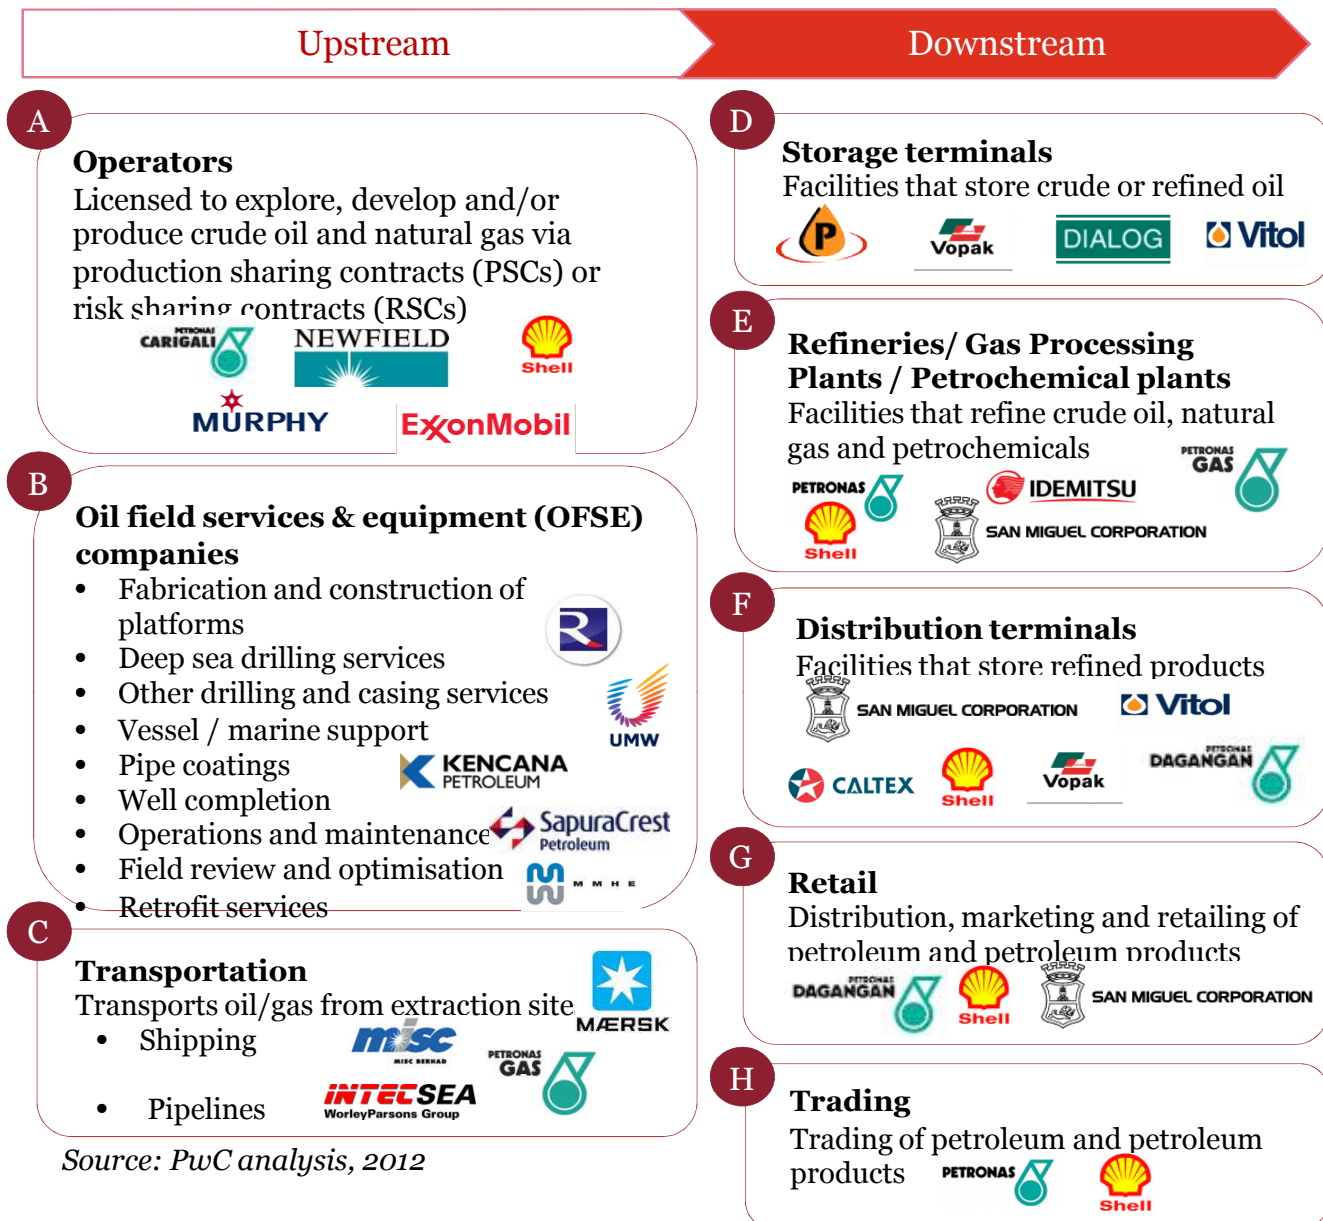 Upstream
Downstream
A
Operators
Licensed to explore, develop and/or
produce crude oil and natural gas via
production sharing contracts (PSCs) or
risk sharing contracts (RSCs)
PETRONAS
CARIGALI
NEWFIELD
Shell
MURPHY
ExxonMobil
B
Oil field services & equipment (OFSE)
companies
• Fabrication and construction of
platforms
• Deep sea drilling services
• Other drilling and casing services
• Vessel / marine support
• Pipe coatings
• Well completion
• Operations and maintenance
• Field review and optimisation
• Retrofit services
R
UMW
KENCANA
PETROLEUM
SapuraCrest
Petroleum
MMHE
C
Transportation
Transports oil/gas from extraction site
• Shipping
• Pipelines
MÆRSK
misc
MISC BERHAD
PETRONAS
GAS
INTECSEA
WorleyParsons Group
Source: PwC analysis, 2012
D
Storage terminals
Facilities that store crude or refined oil
P
Vopak
DIALOG
Vitol
E
Refineries/ Gas Processing
Plants / Petrochemical plants
Facilities that refine crude oil, natural
gas and petrochemicals
PETRONAS
GAS
PETRONAS
IDEMITSU
Shell
SAN MIGUEL CORPORATION
F
Distribution terminals
Facilities that store refined products
SAN MIGUEL CORPORATION
Vitol
CALTEX
Shell
Vopak
PETRONAS
DAGANGAN
G
Retail
Distribution, marketing and retailing of
petroleum and petroleum products
PETRONAS
DAGANGAN
Shell
SAN MIGUEL CORPORATION
H
Trading
Trading of petroleum and petroleum
products
PETRONAS
Shell